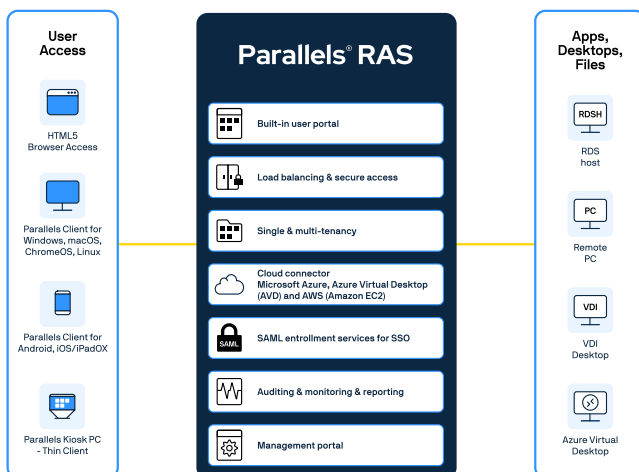 User
Access
HTML5
Browser Access
Parallels Client for
Windows, macOS,
ChromeOS, Linux
Parallels Client for
Android, iOS/iPadOX
Parallels Kiosk PC
- Thin Client
Parallels® RAS
Built-in user portal
Load balancing & secure access
Single & multi-tenancy
Cloud connector
Microsoft Azure, Azure Virtual Desktop
(AVD) and AWS (Amazon EC2)
SAML
SAML entrollment services for SSO
Auditing & monitoring & reporting
Management portal
Apps,
Desktops,
Files
RDSH
RDS
host
PC
Remote
PC
VDI
VDI
Desktop
Azure Virtual
Desktop